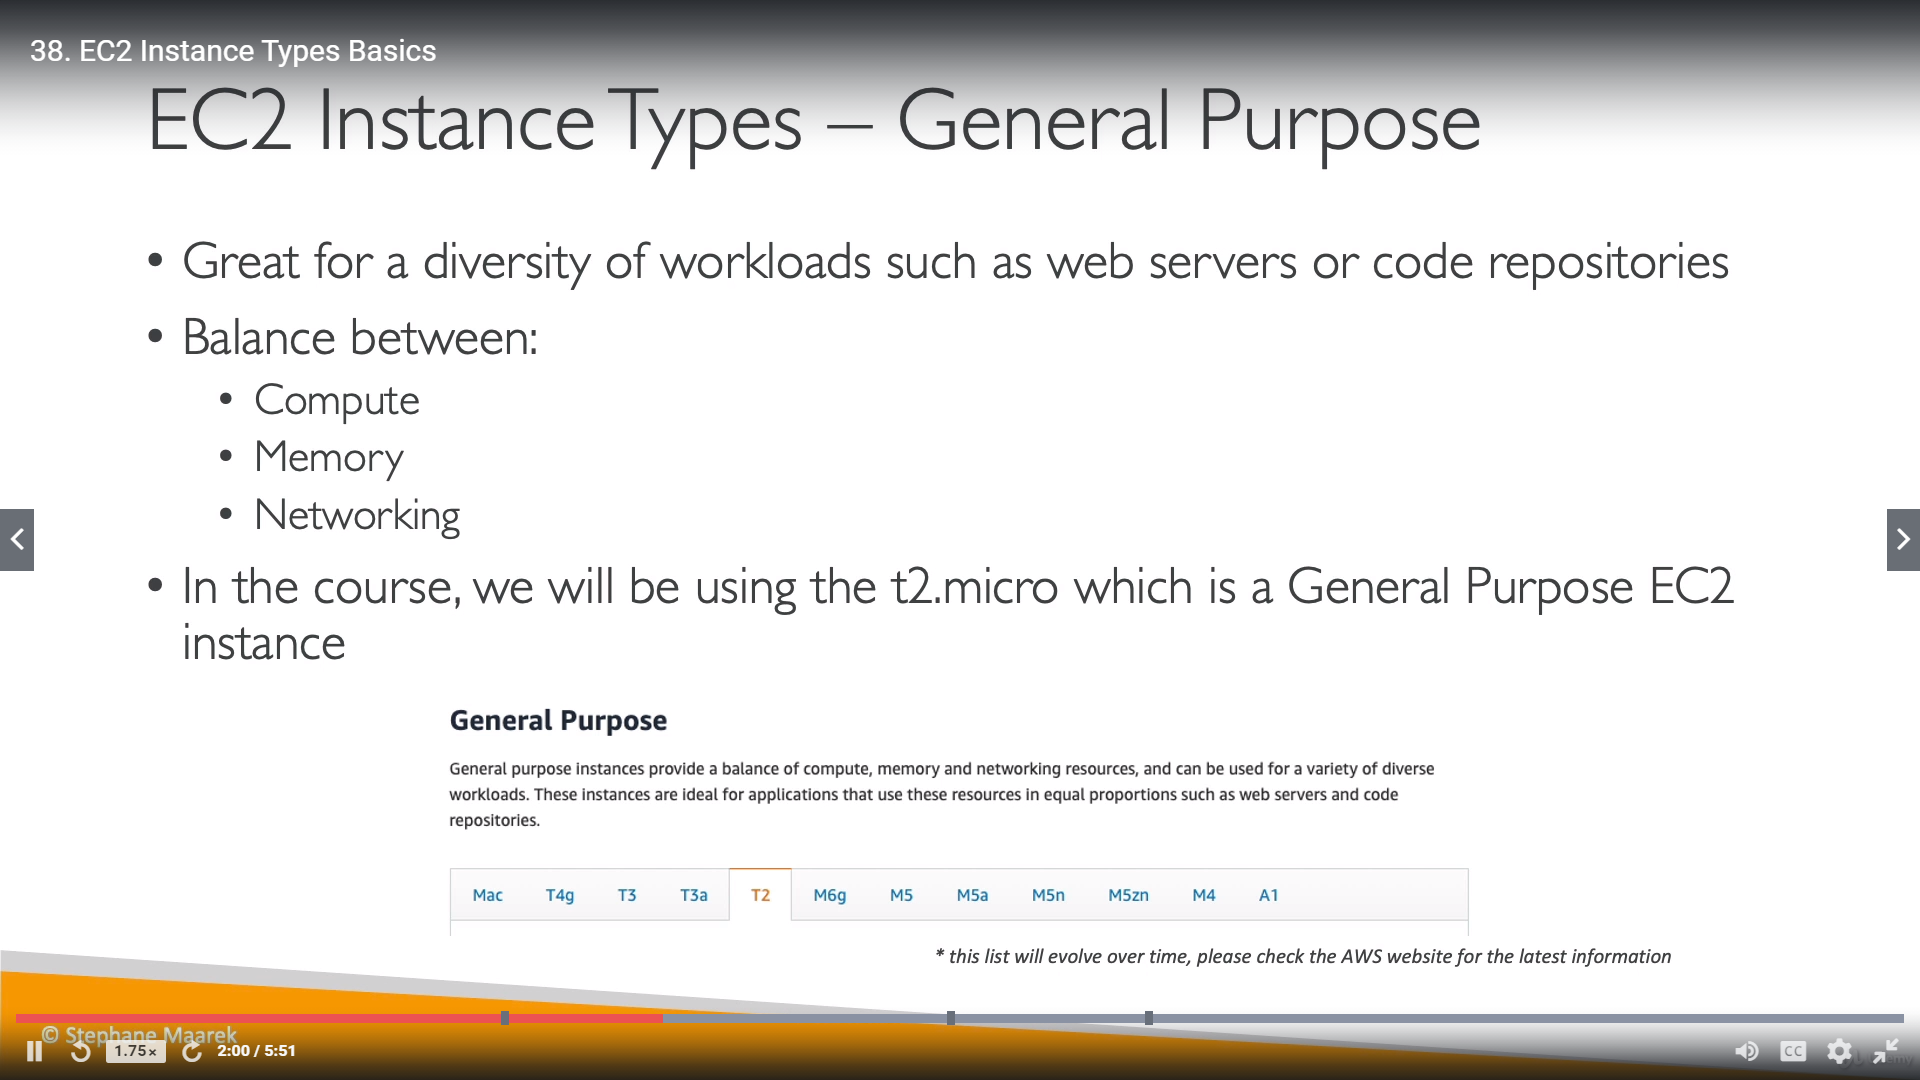 38. EC2 Instance Types Basics
EC2 Instance Types – General Purpose
• Great for a diversity of workloads such as web servers or code repositories
• Balance between:
• Compute
• Memory
• Networking
• In the course, we will be using the t2.micro which is a General Purpose EC2
instance
General Purpose
General purpose instances provide a balance of compute, memory and networking resources, and can be used for a variety of diverse
workloads. These instances are ideal for applications that use these resources in equal proportions such as web servers and code
repositories.
Mac T4g T3 T3a T2 M6g M5 M5a M5n M5zn M4 A1
* this list will evolve over time, please check the AWS website for the latest information
© Stephane Maarek
1.75× 2:00 / 5:51 CC